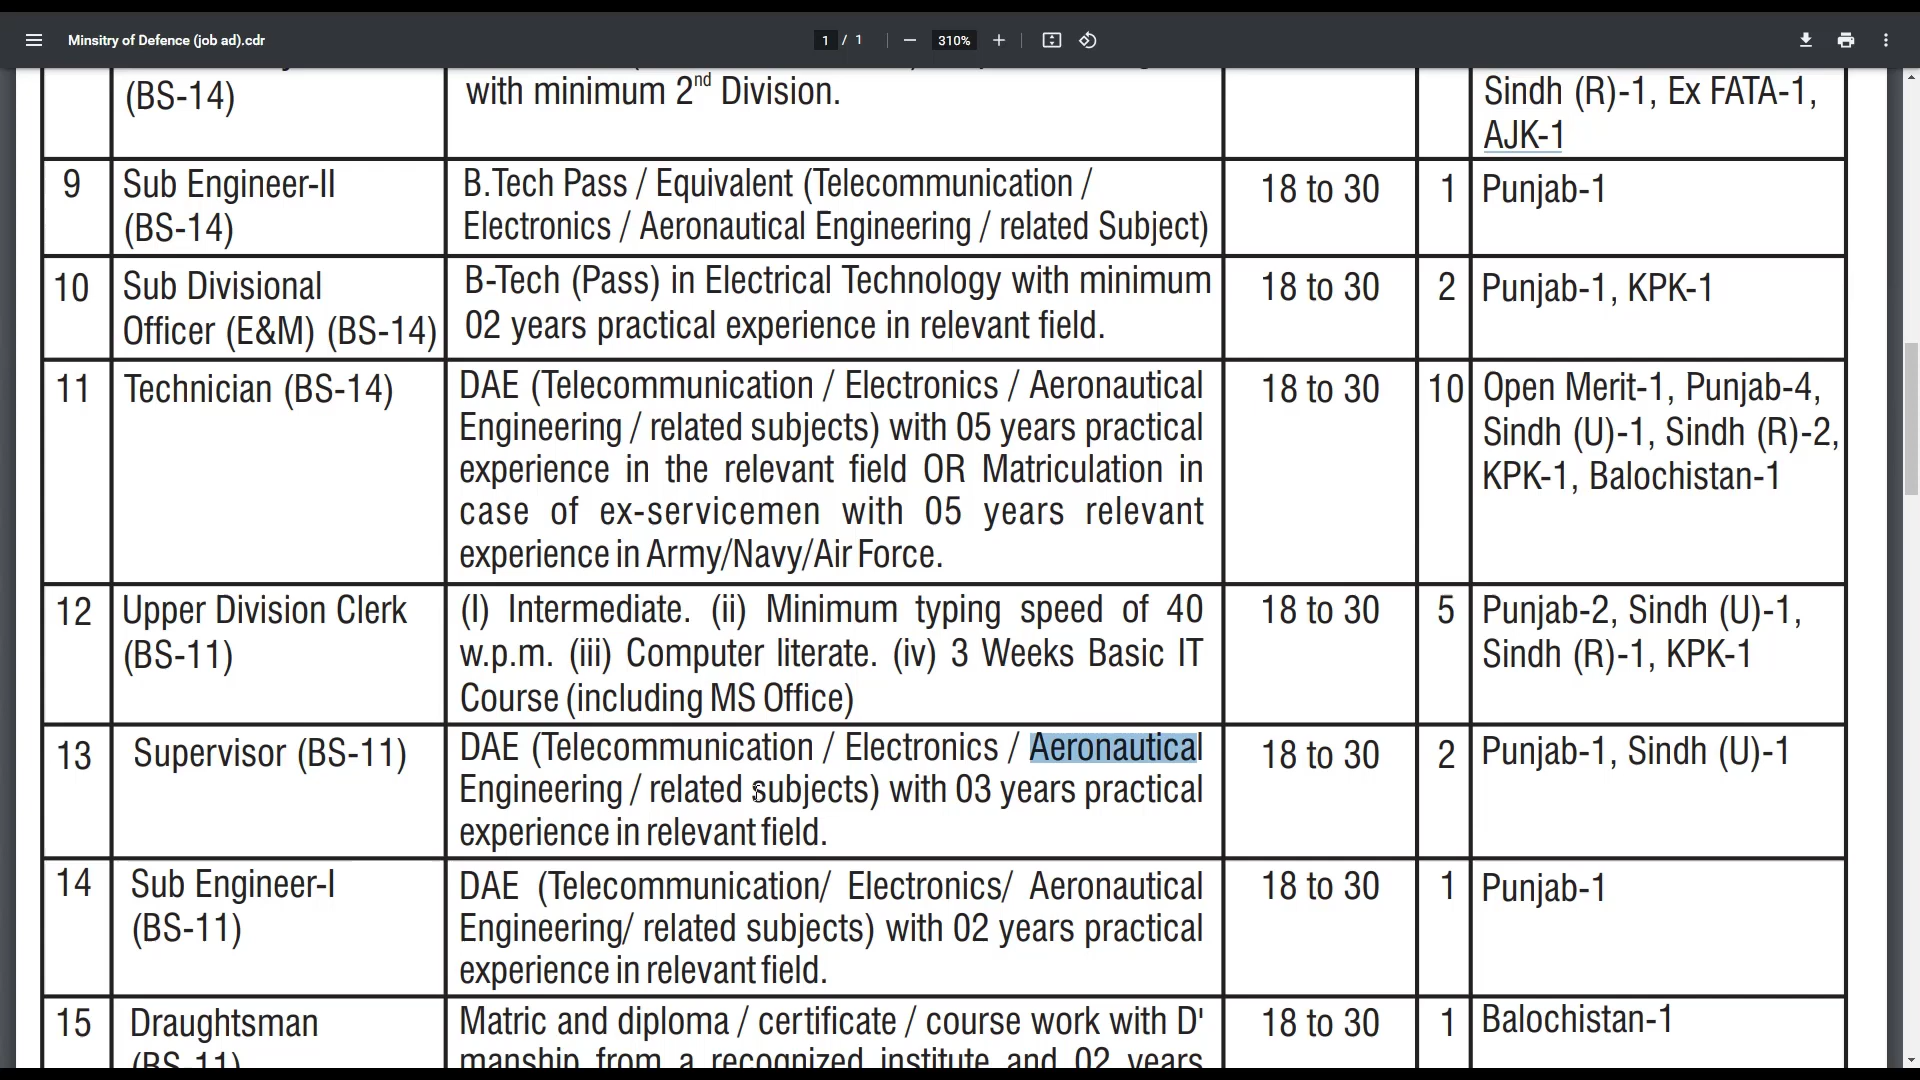 Minsitry of Defence (job ad).cdr
1 / 1
310%
(BS-14)
with minimum 2nd Division.
Sindh (R)-1, Ex FATA-1,
AJK-1
9
Sub Engineer-II
(BS-14)
B.Tech Pass / Equivalent (Telecommunication /
Electronics / Aeronautical Engineering / related Subject)
18 to 30
1
Punjab-1
10
Sub Divisional
Officer (E&M) (BS-14)
B-Tech (Pass) in Electrical Technology with minimum
02 years practical experience in relevant field.
18 to 30
2
Punjab-1, KPK-1
11
Technician (BS-14)
DAE (Telecommunication / Electronics / Aeronautical
Engineering / related subjects) with 05 years practical
experience in the relevant field OR Matriculation in
case of ex-servicemen with 05 years relevant
experience in Army/Navy/Air Force.
18 to 30
10
Open Merit-1, Punjab-4,
Sindh (U)-1, Sindh (R)-2,
KPK-1, Balochistan-1
12
Upper Division Clerk
(BS-11)
(I) Intermediate. (ii) Minimum typing speed of 40
w.p.m. (iii) Computer literate. (iv) 3 Weeks Basic IT
Course (including MS Office)
18 to 30
5
Punjab-2, Sindh (U)-1,
Sindh (R)-1, KPK-1
13
Supervisor (BS-11)
DAE (Telecommunication / Electronics / Aeronautical
Engineering / related subjects) with 03 years practical
experience in relevant field.
18 to 30
2
Punjab-1, Sindh (U)-1
14
Sub Engineer-I
(BS-11)
DAE (Telecommunication/ Electronics/ Aeronautical
Engineering/ related subjects) with 02 years practical
experience in relevant field.
18 to 30
1
Punjab-1
15
Draughtsman
(BS-11)
Matric and diploma / certificate / course work with D'
manship from a recognized institute and 02 years
18 to 30
1
Balochistan-1